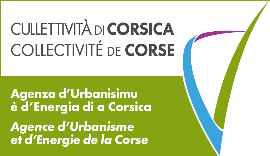 CULLETTIVITÀ DI CORSICA
COLLECTIVITÉ DE CORSE
Agenza d'Urbanisimu
è d'Energia di a Corsica
Agence d'Urbanisme
et d'Energie de la Corse